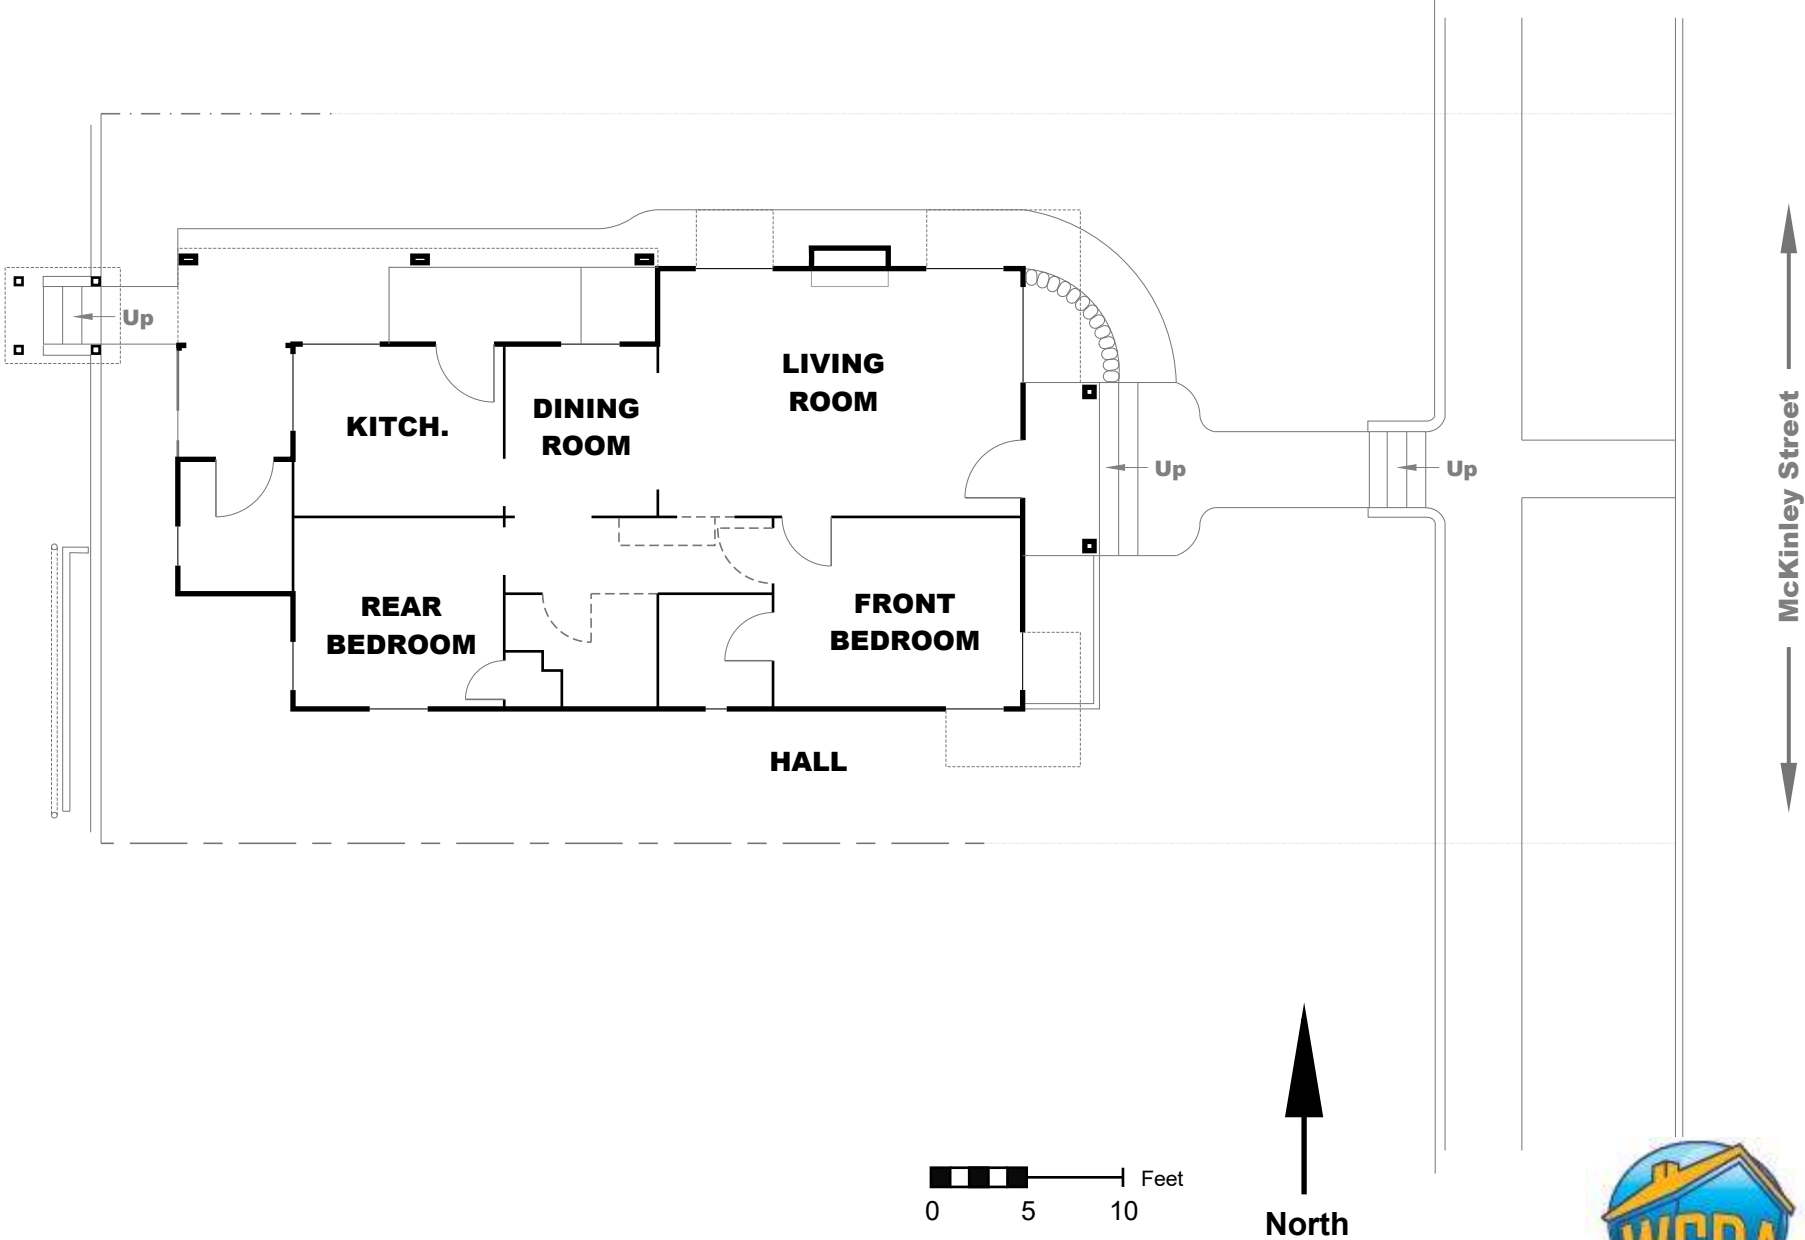 Up
LIVING
ROOM
KITCH.
DINING
ROOM
Up
Up
McKinley Street
REAR
BEDROOM
FRONT
BEDROOM
HALL
Feet
0 5 10
North